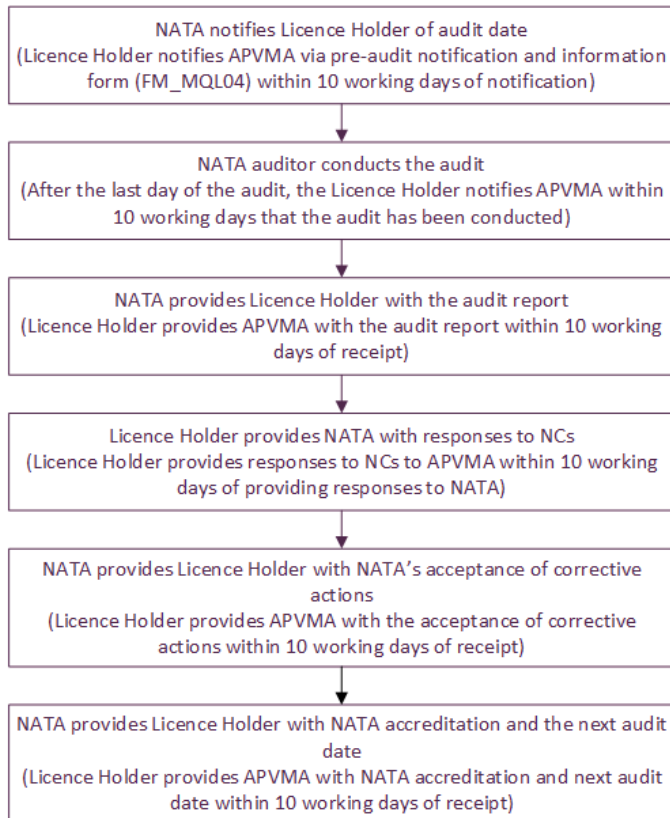 NATA notifies Licence Holder of audit date
(Licence Holder notifies APVMA via pre-audit notification and information
form (FM_MQL04) within 10 working days of notification)
NATA auditor conducts the audit
(After the last day of the audit, the Licence Holder notifies APVMA within
10 working days that the audit has been conducted)
NATA provides Licence Holder with the audit report
(Licence Holder provides APVMA with the audit report within 10 working
days of receipt)
Licence Holder provides NATA with responses to NCs
(Licence Holder provides responses to NCs to APVMA within 10 working
days of providing responses to NATA)
NATA provides Licence Holder with NATA's acceptance of corrective
actions
(Licence Holder provides APVMA with the acceptance of corrective
actions within 10 working days of receipt)
NATA provides Licence Holder with NATA accreditation and the next audit
date
(Licence Holder provides APVMA with NATA accreditation and next audit
date within 10 working days of receipt)